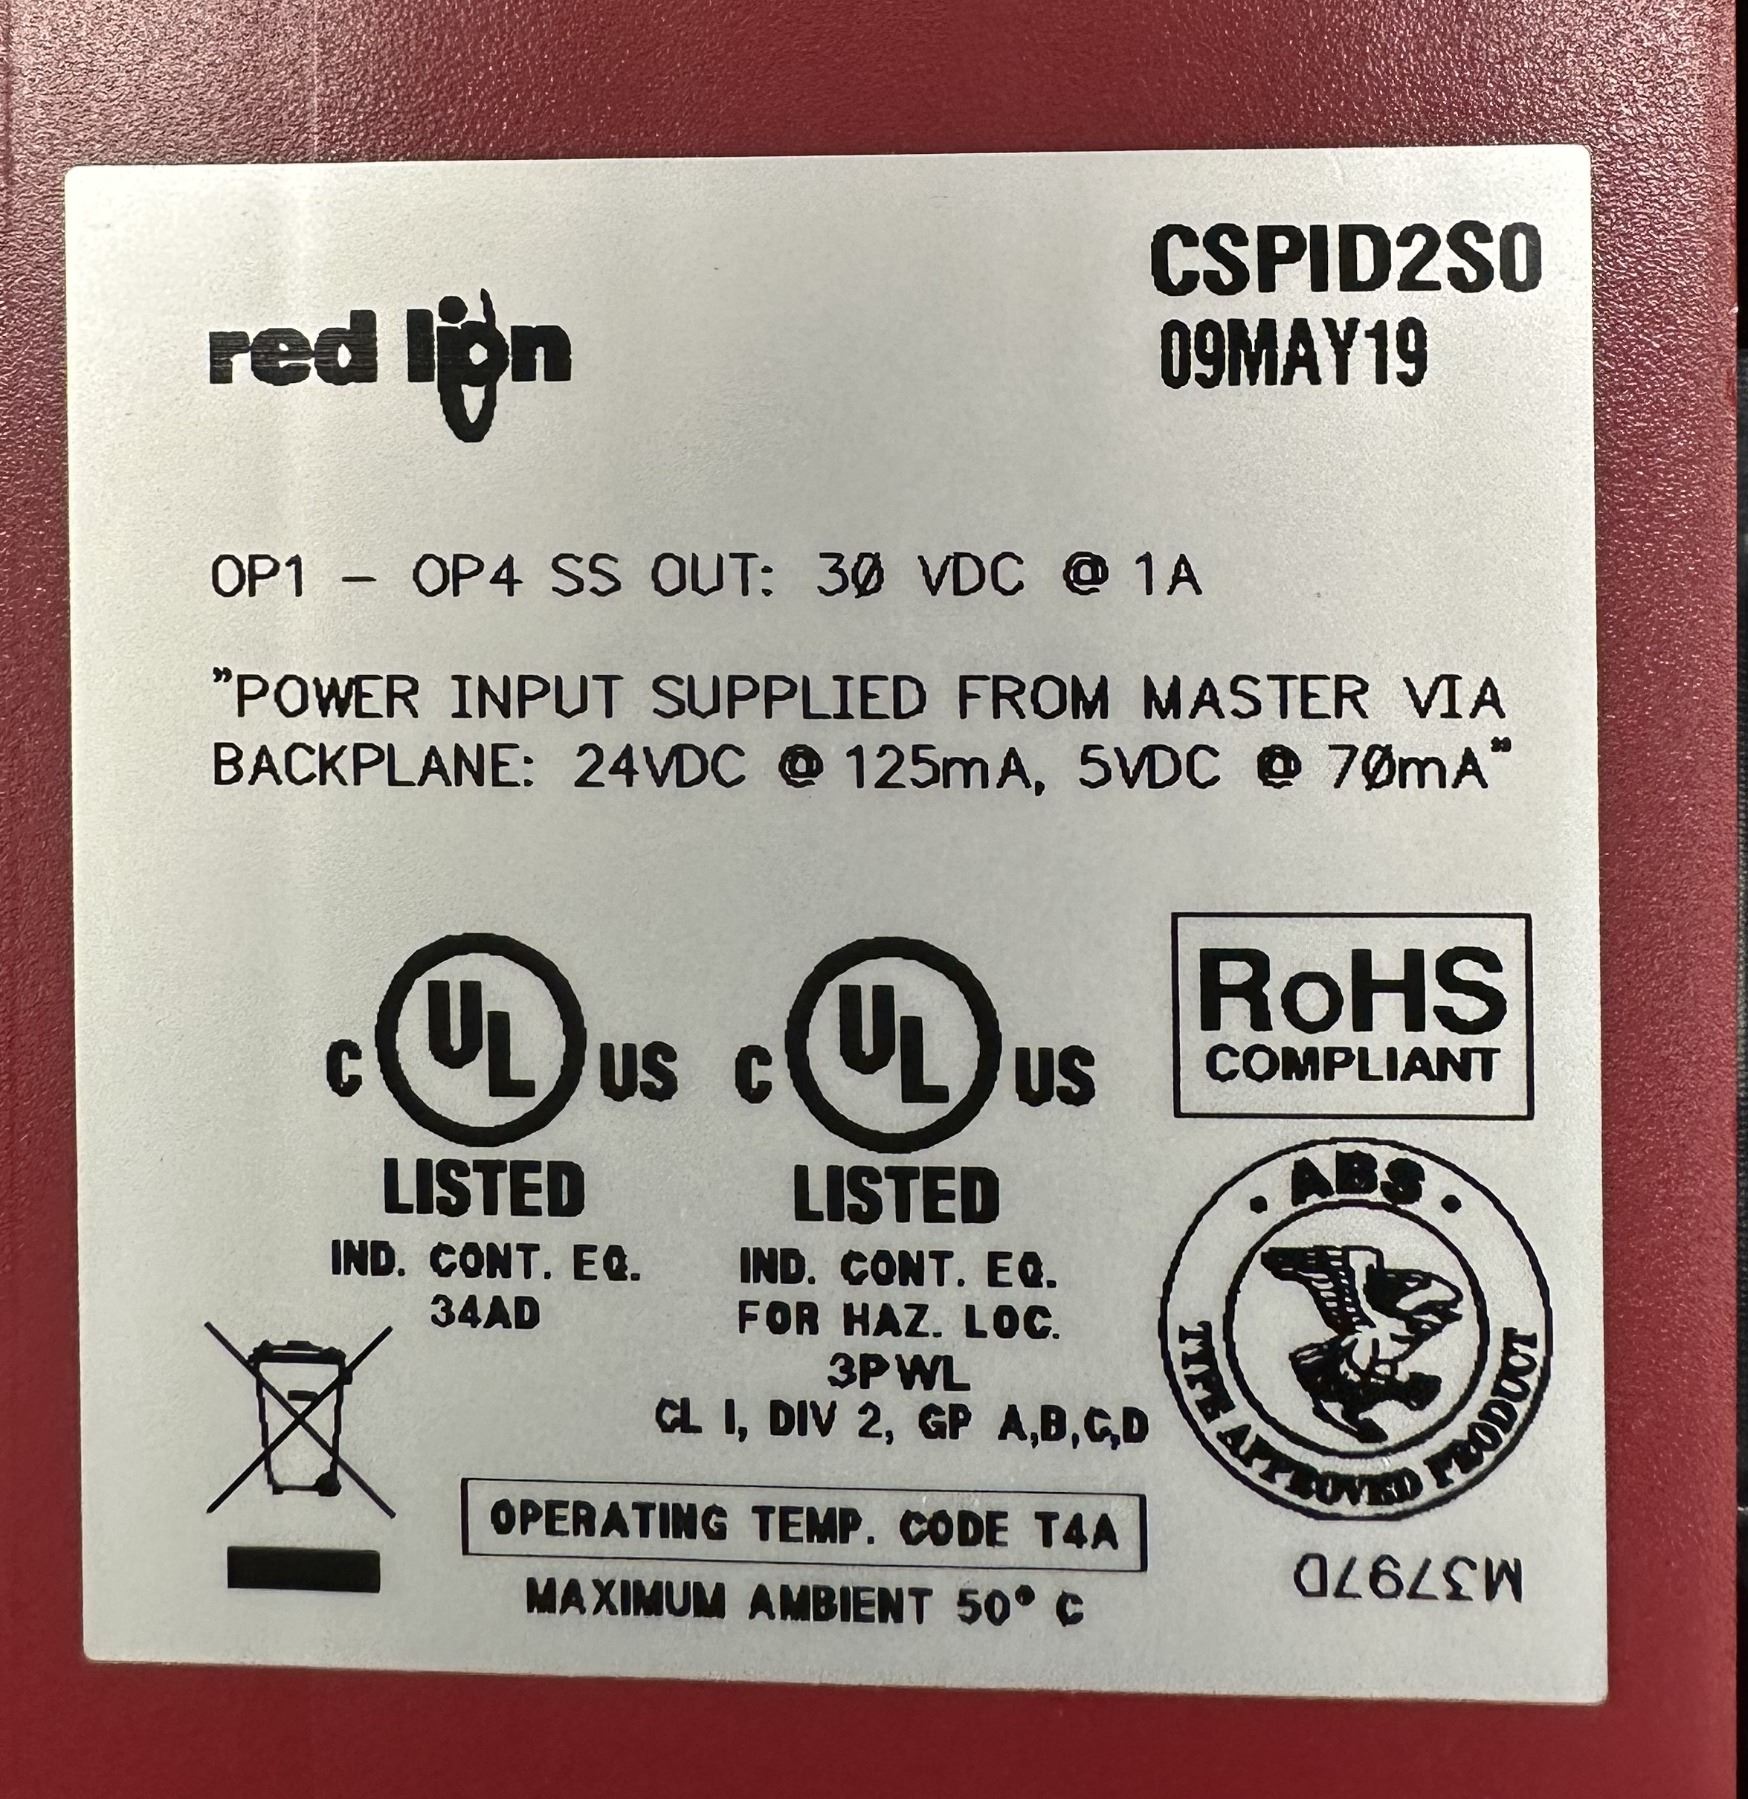 red lion
CSPID2S0
09MAY19
OP1 - OP4 SS OUT: 30 VDC @ 1A
"POWER INPUT SUPPLIED FROM MASTER VIA
BACKPLANE: 24VDC @ 125mA, 5VDC @ 70mA"
C UL US
LISTED
IND. CONT. EQ.
34AD
C UL US
LISTED
IND. CONT. EQ.
FOR HAZ. LOC.
3PWL
CL I, DIV 2, GP A,B,C,D
RoHS
COMPLIANT
ABS
TYPE APPROVED PRODUCT
OPERATING TEMP. CODE T4A
MAXIMUM AMBIENT 50° C
M3797D